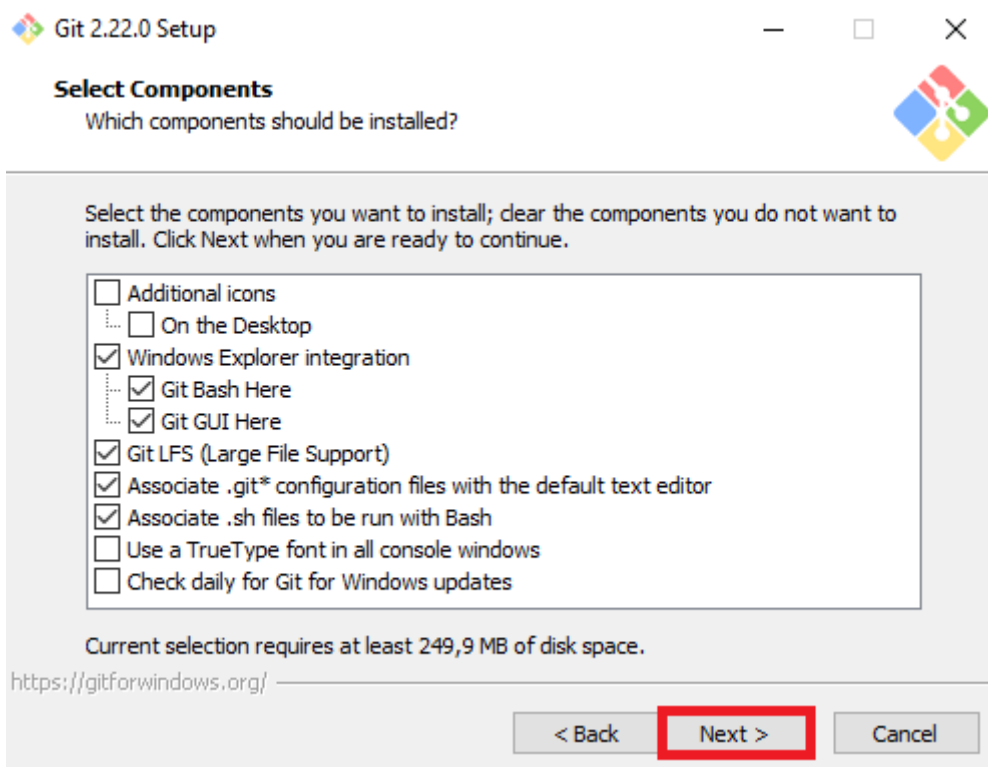 Git 2.22.0 Setup
Select Components
Which components should be installed?
Select the components you want to install; clear the components you do not want to
install. Click Next when you are ready to continue.
Additional icons
On the Desktop
Windows Explorer integration
Git Bash Here
Git GUI Here
Git LFS (Large File Support)
Associate .git* configuration files with the default text editor
Associate .sh files to be run with Bash
Use a TrueType font in all console windows
Check daily for Git for Windows updates
Current selection requires at least 249,9 MB of disk space.
https://gitforwindows.org/
< Back Next > Cancel